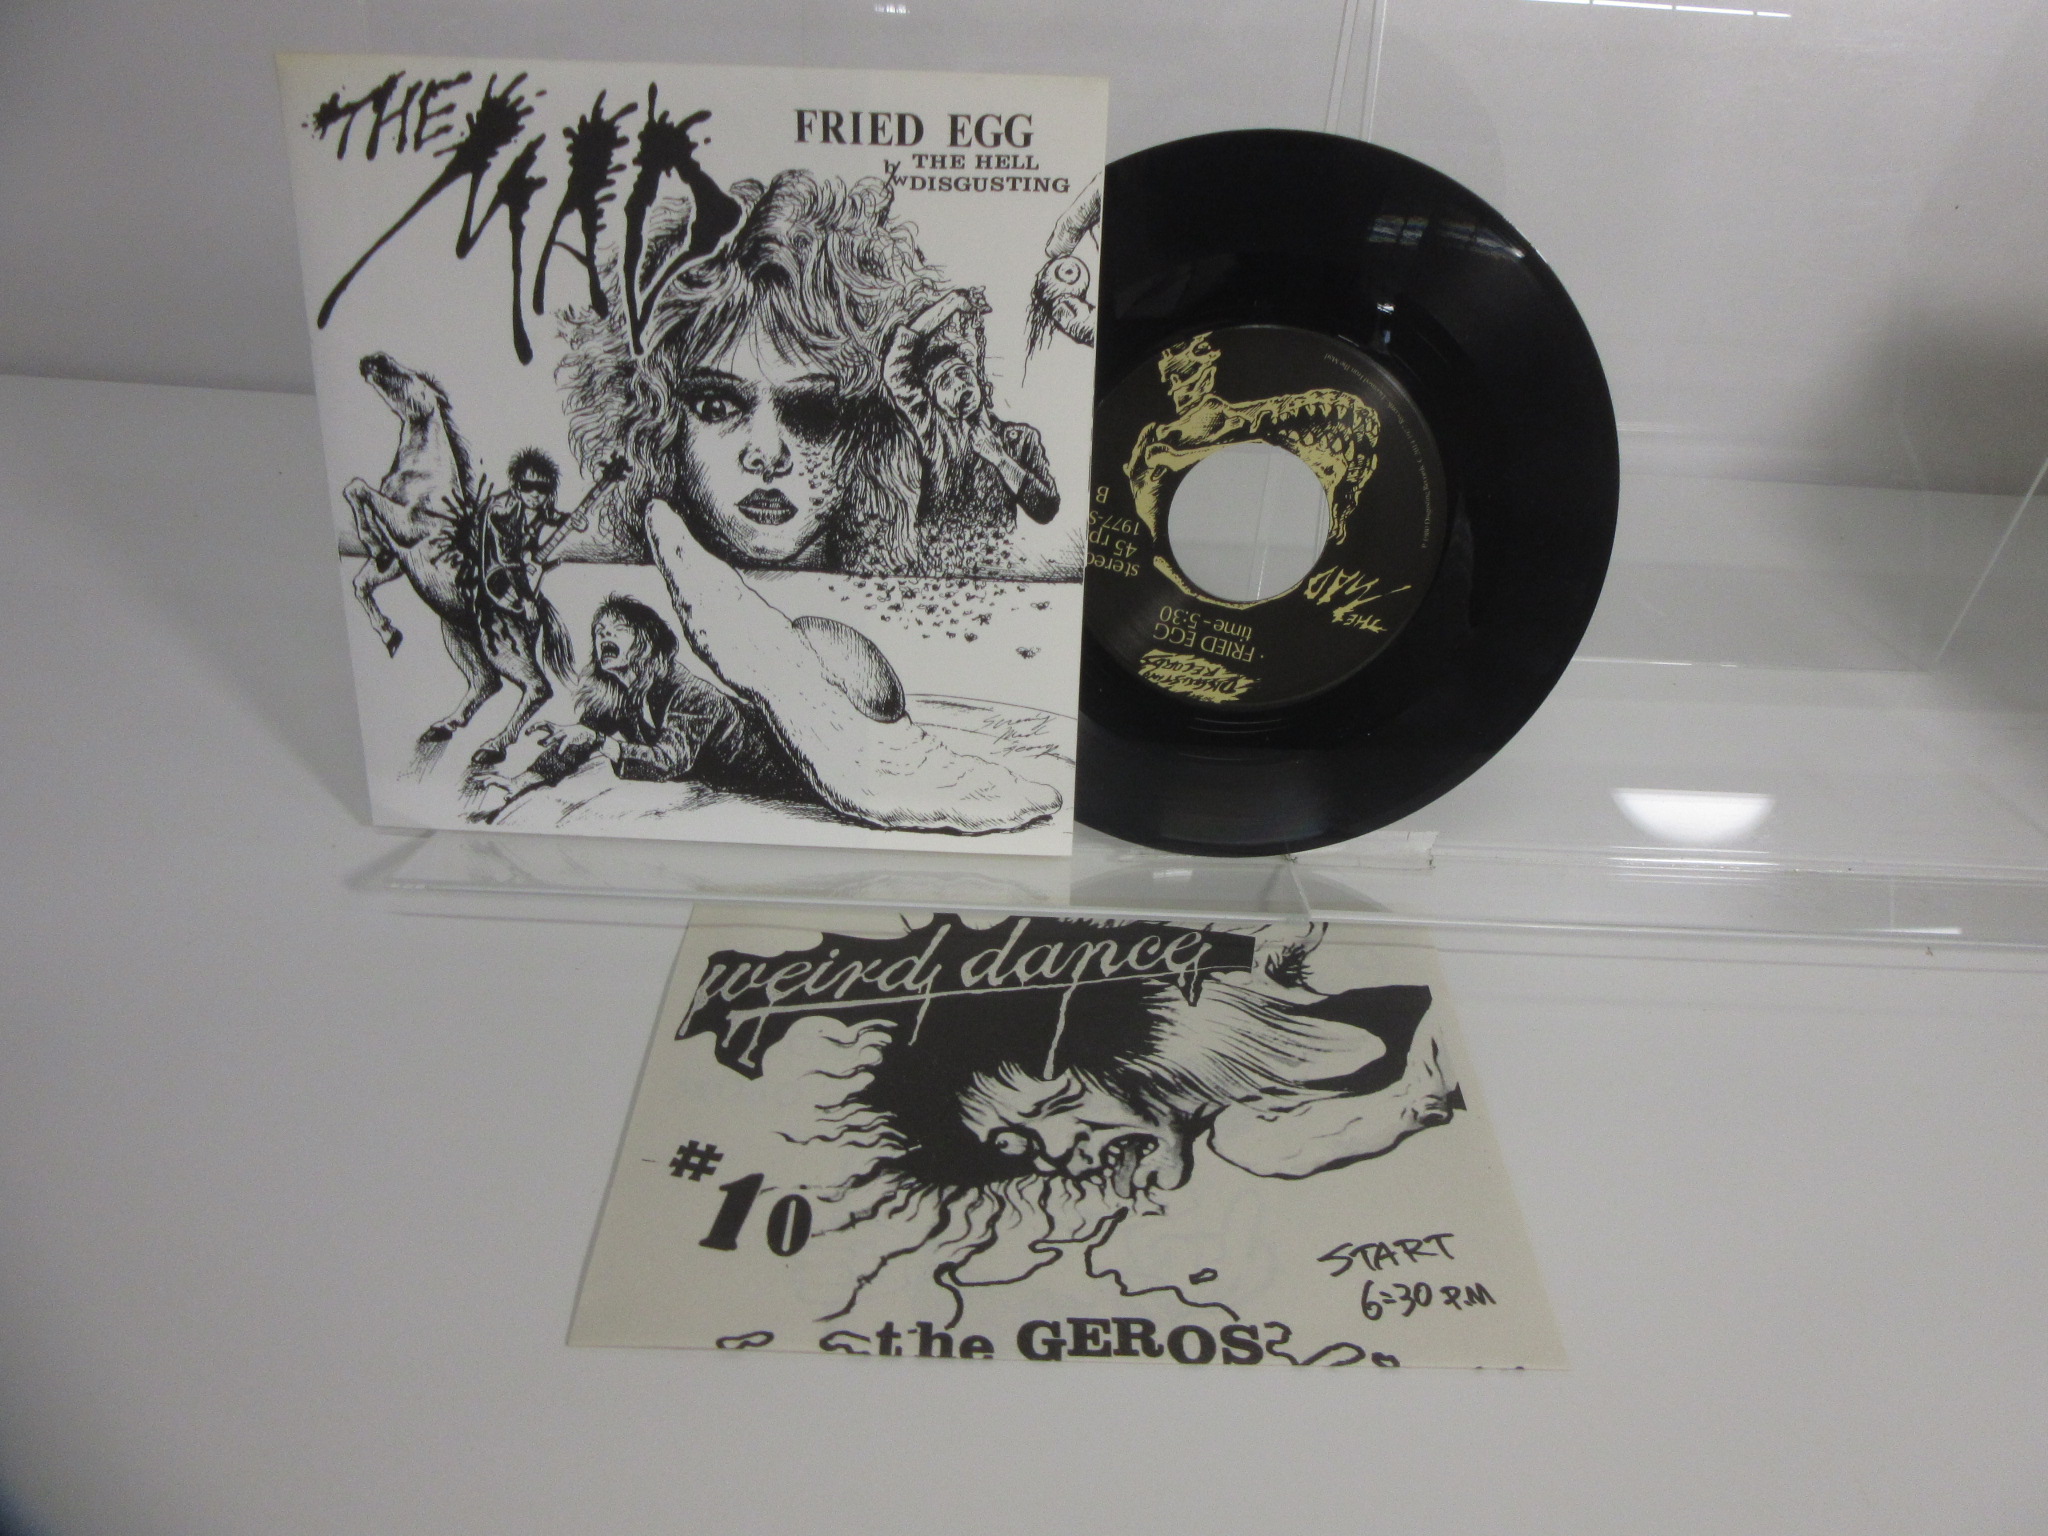 THE MAD
FRIED EGG
b/w THE HELL
DISGUSTING
THE MAD
stereo
45 rp
1977-S
B
· FRIED EGG
time - 5:30
DISGUSTING
RECORDS
weird dance
#10
START
6:30 P.M
the GEROS